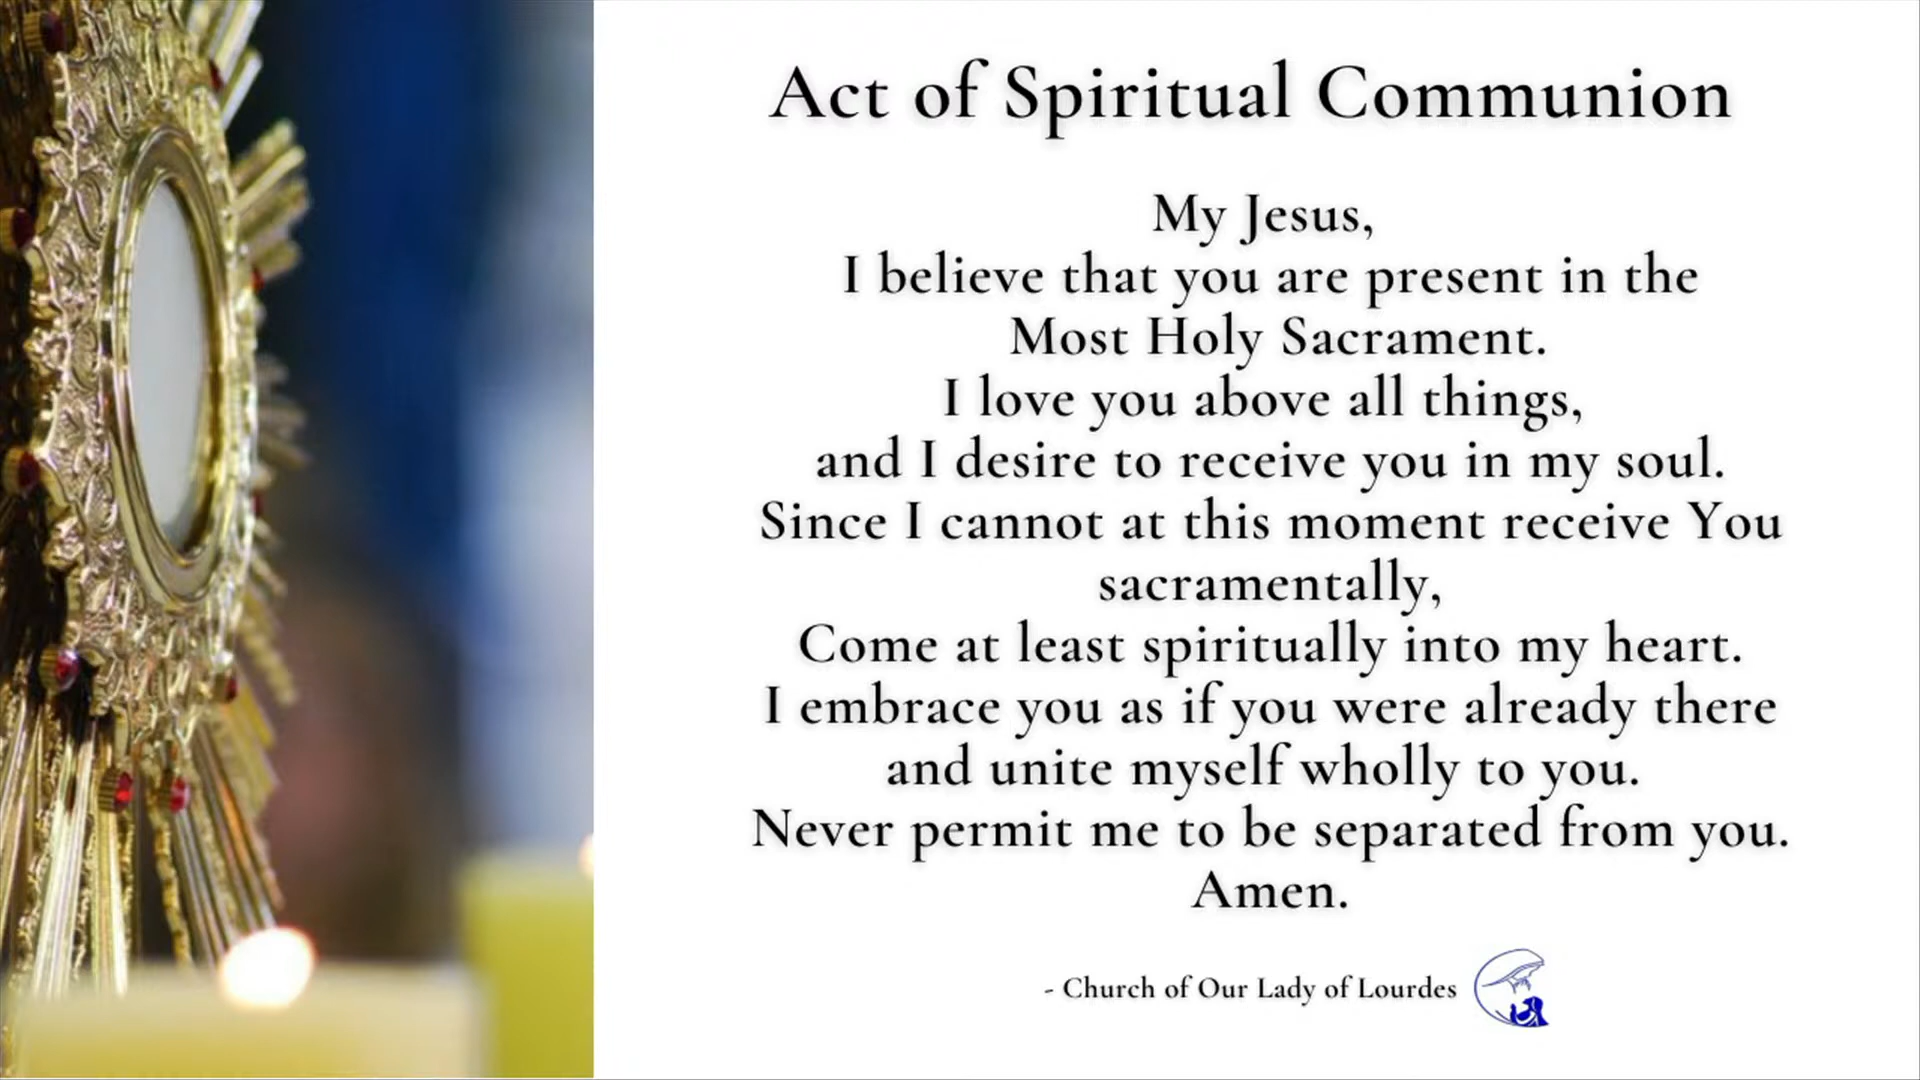 Act of Spiritual Communion
My Jesus,
I believe that you are present in the
Most Holy Sacrament.
I love you above all things,
and I desire to receive you in my soul.
Since I cannot at this moment receive You
sacramentally,
Come at least spiritually into my heart.
I embrace you as if you were already there
and unite myself wholly to you.
Never permit me to be separated from you.
Amen.
- Church of Our Lady of Lourdes